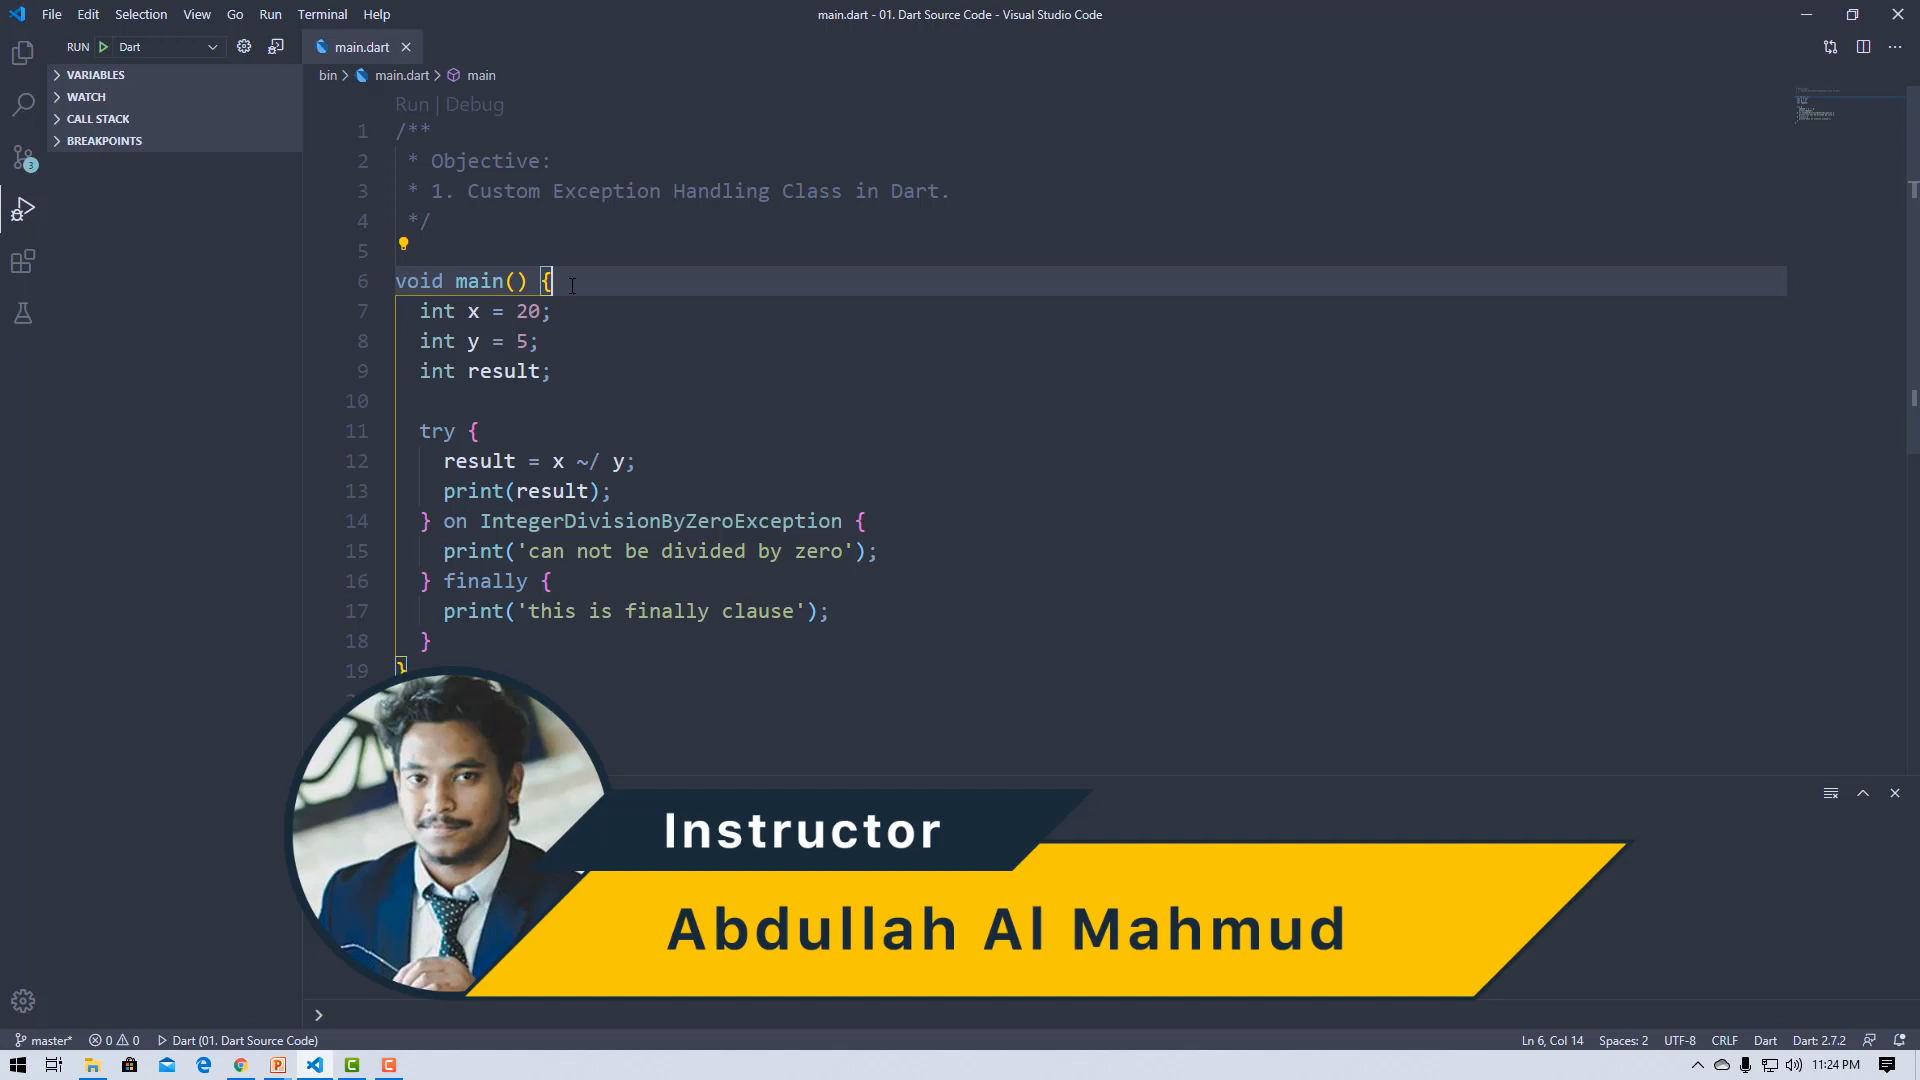 File Edit Selection View Go Run Terminal Help
main.dart - 01. Dart Source Code - Visual Studio Code
RUN Dart
main.dart
VARIABLES
WATCH
CALL STACK
BREAKPOINTS
3
bin > main.dart > main
Run | Debug
1 /**
2 * Objective:
3 * 1. Custom Exception Handling Class in Dart.
4 */
5
6 void main() {
7 int x = 20;
8 int y = 5;
9 int result;
10
11 try {
12 result = x ~/ y;
13 print(result);
14 } on IntegerDivisionByZeroException {
15 print('can not be divided by zero');
16 } finally {
17 print('this is finally clause');
18 }
19 }
Instructor
Abdullah Al Mahmud
>
master* 0 0 Dart (01. Dart Source Code)
Ln 6, Col 14 Spaces: 2 UTF-8 CRLF Dart Dart: 2.7.2
11:24 PM